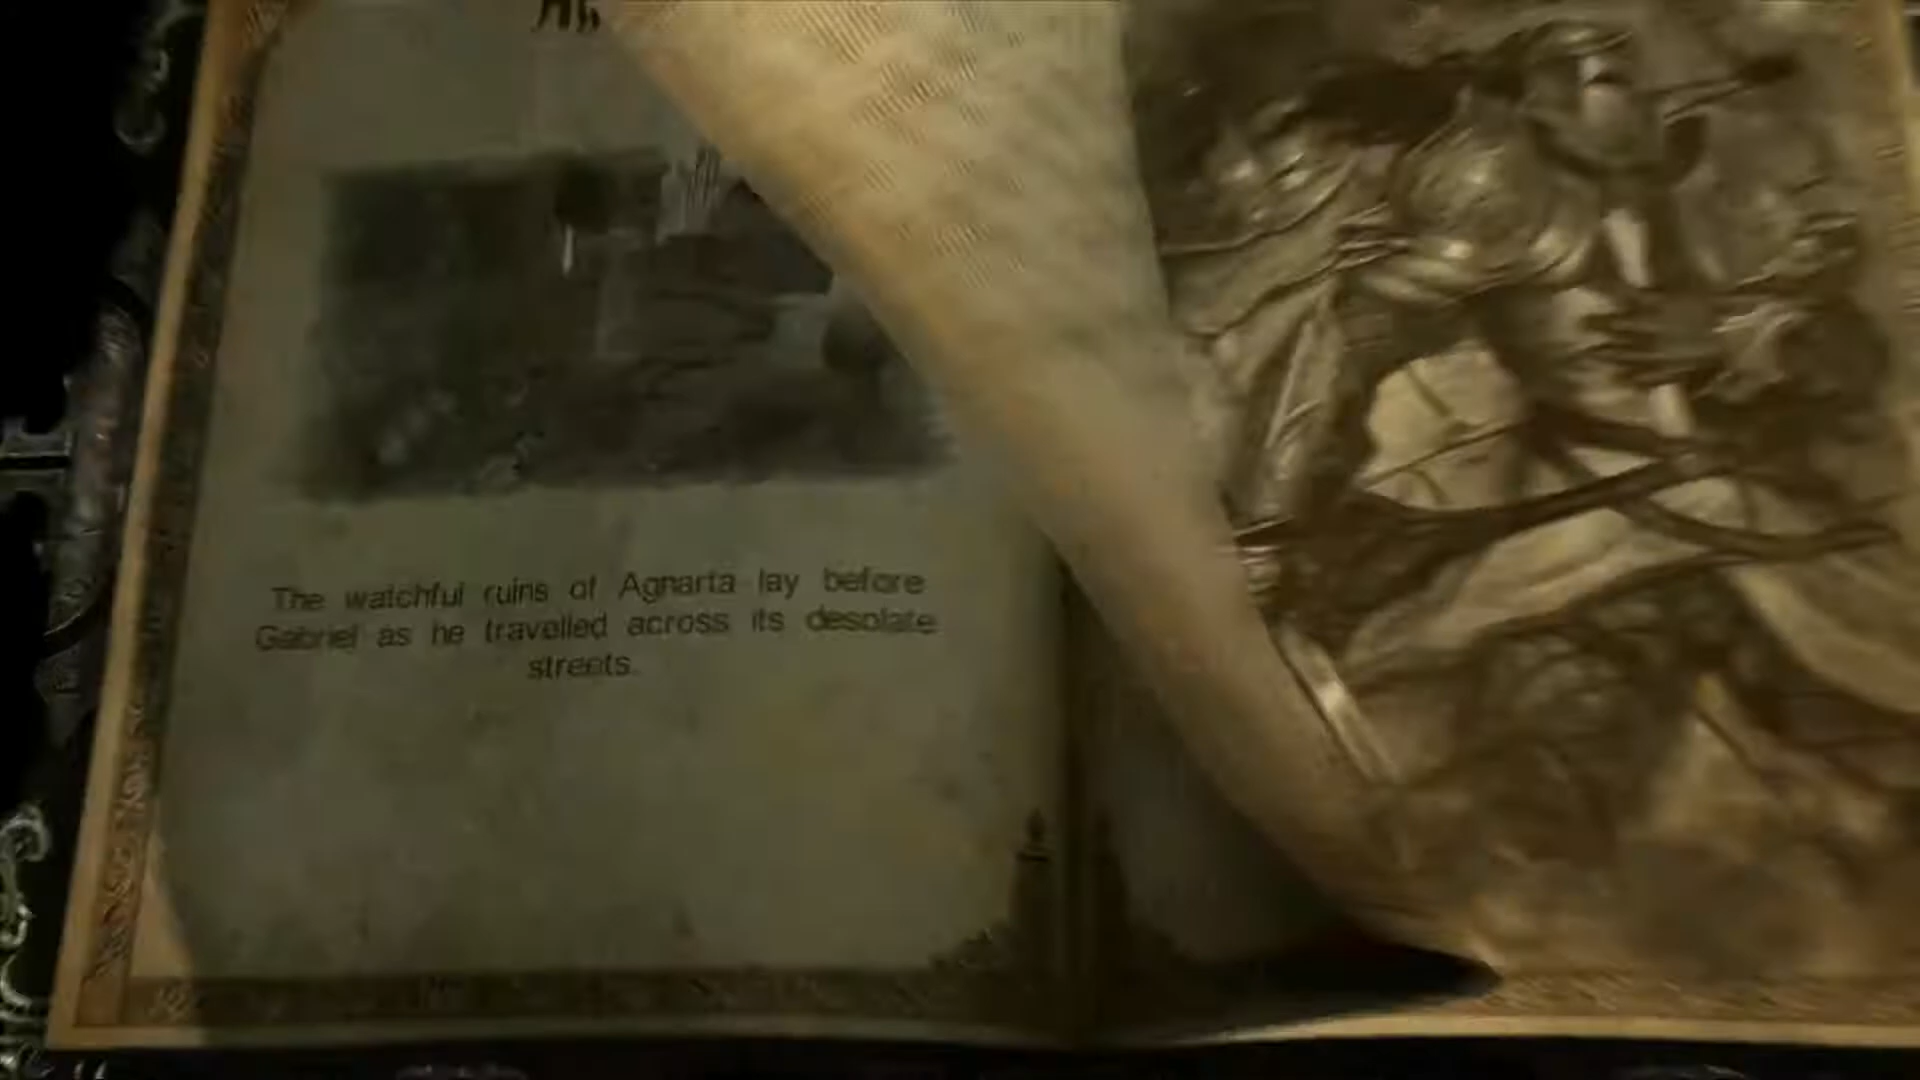 The watchful ruins of Agnarta lay before
Gabriel as he travelled across its desolate
streets.